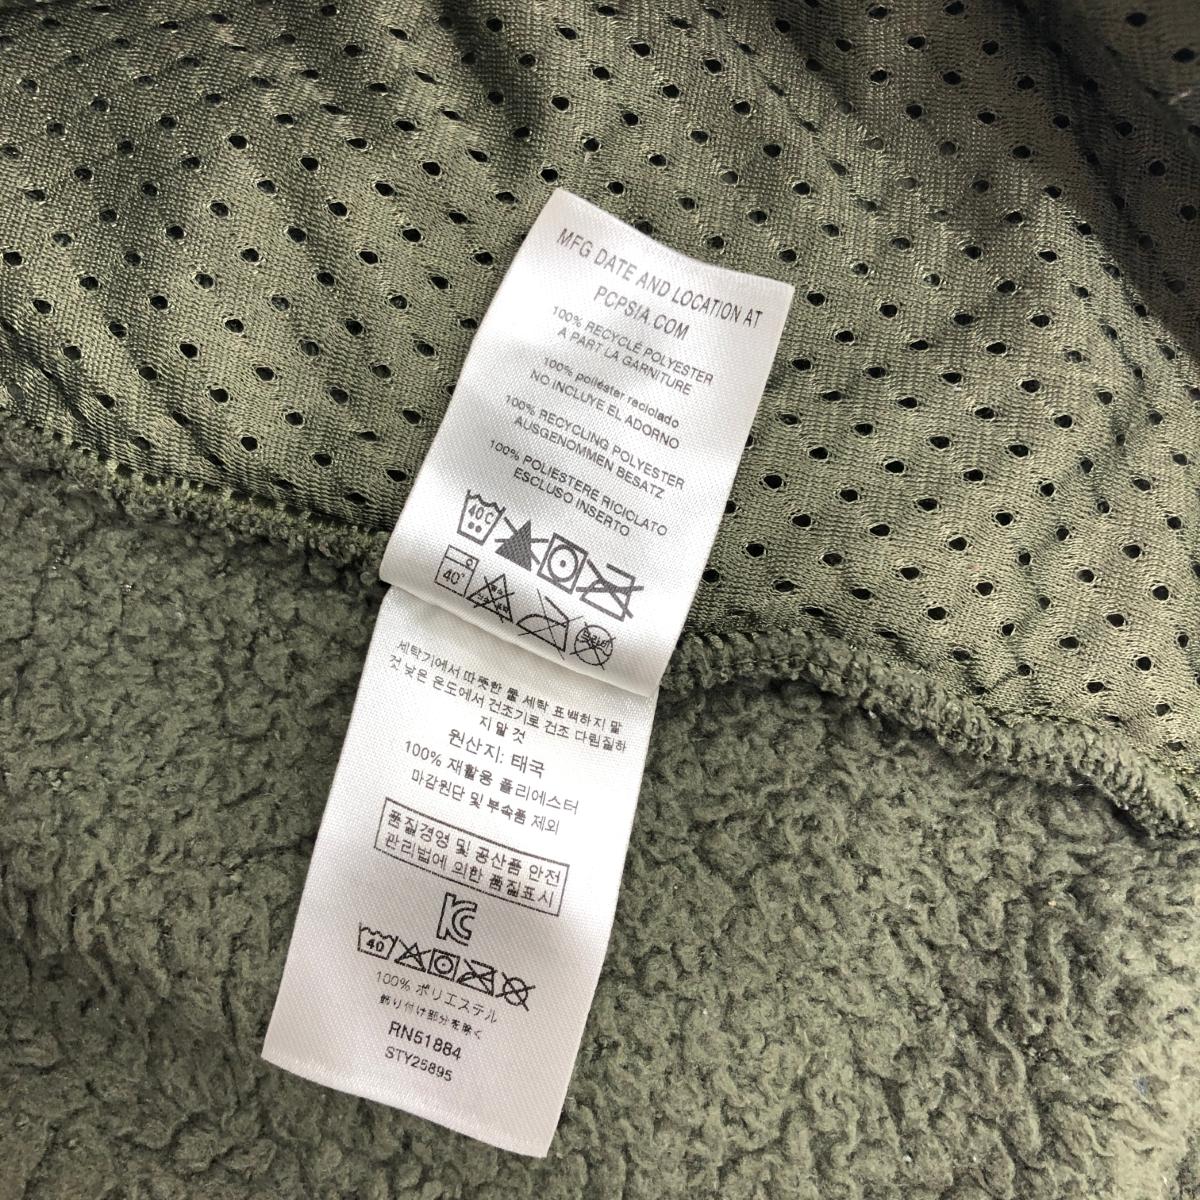 MFG DATE AND LOCATION AT
PCPSIA.COM
100% RECYCLÉ POLYESTER
A PART LA GARNITURE
100% poliéster reciclado
NO INCLUYE EL ADORNO
100% RECYCLING POLYESTER
AUSGENOMMEN BESATZ
100% POLIESTERE RICICLATO
ESCLUSO INSERTO
40C
40°
세탁기에서 따뜻한 물 세탁 표백하지 말
것 낮은 온도에서 건조기로 건조 다림질하
지 말 것
원산지: 태국
100% 재활용 폴리에스터
마감원단 및 부속품 제외
품질경영 및 공산품 안전
관리법에 의한 품질표시
40
100% ポリエステル
飾り付け部分を除く
RN51884
STY25895